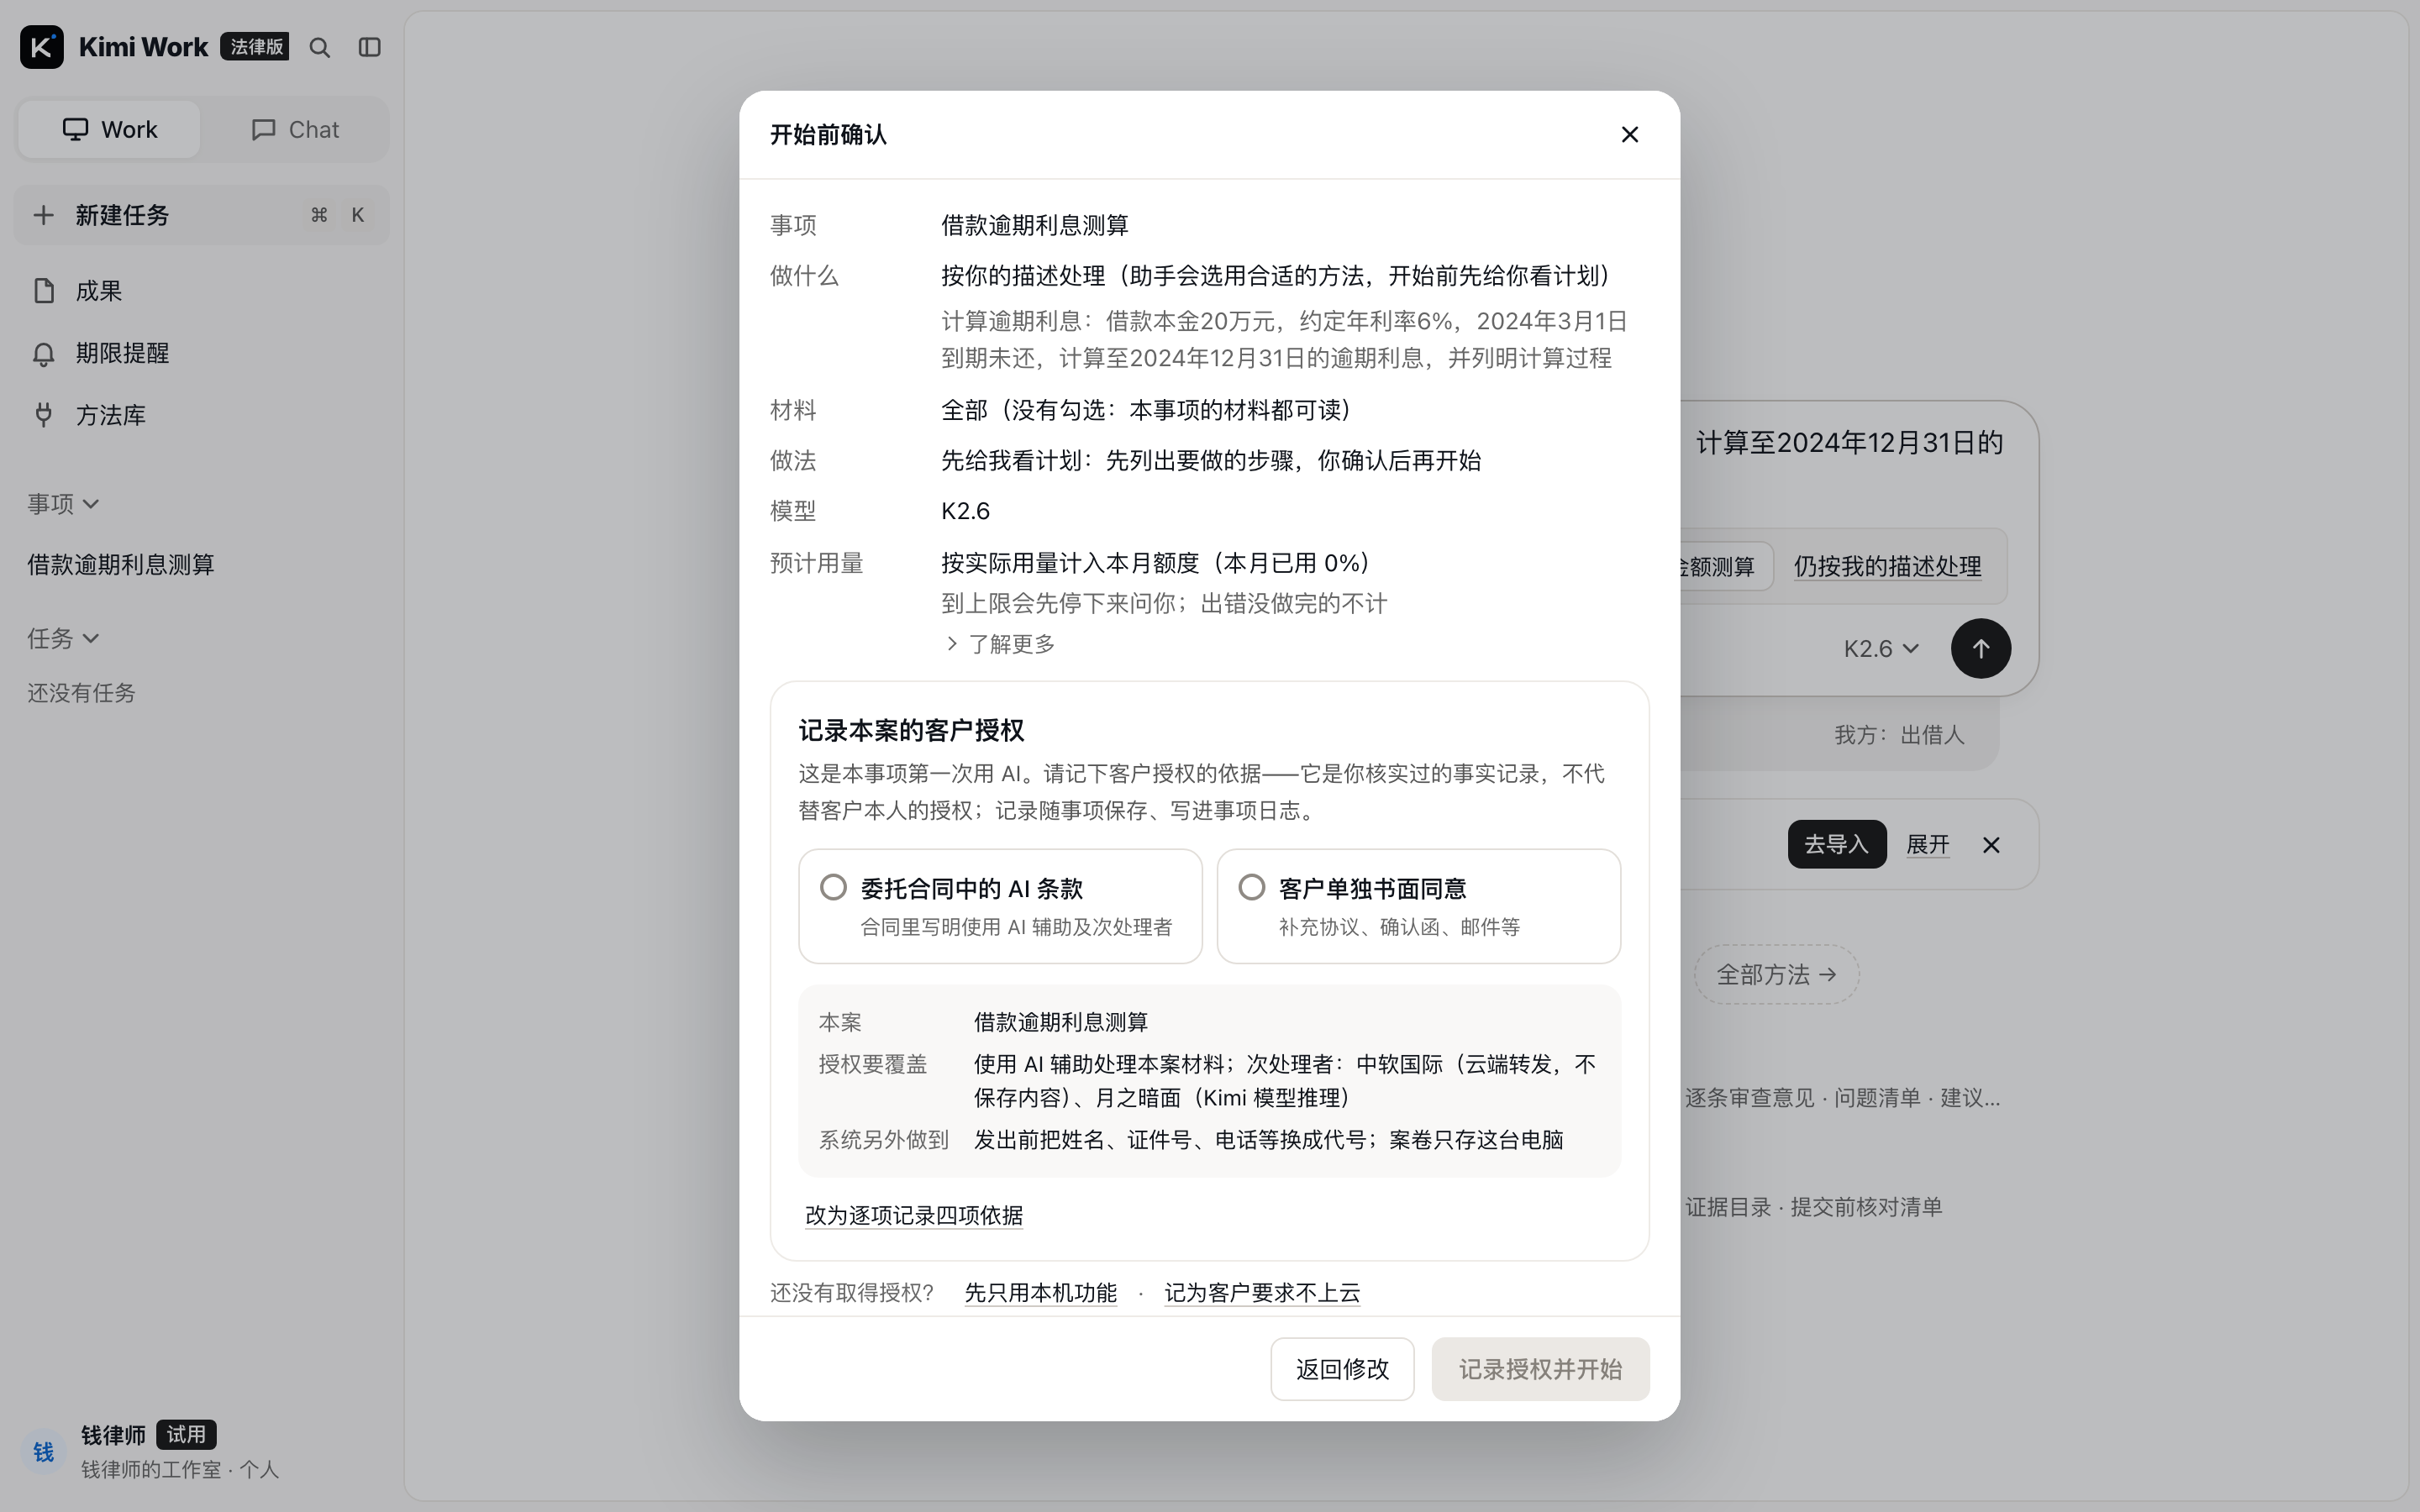 Kimi Work 法律版
Work
Chat
新建任务 ⌘ K
成果
期限提醒
方法库
事项
借款逾期利息测算
任务
还没有任务
钱
钱律师 试用
钱律师的工作室 · 个人
开始前确认
事项 借款逾期利息测算
做什么 按你的描述处理（助手会选用合适的方法，开始前先给你看计划）
计算逾期利息：借款本金20万元，约定年利率6%，2024年3月1日
到期未还，计算至2024年12月31日的逾期利息，并列明计算过程
材料 全部（没有勾选：本事项的材料都可读）
做法 先给我看计划：先列出要做的步骤，你确认后再开始
模型 K2.6
预计用量 按实际用量计入本月额度（本月已用 0%）
到上限会先停下来问你；出错没做完的不计
了解更多
记录本案的客户授权
这是本事项第一次用 AI。请记下客户授权的依据——它是你核实过的事实记录，不代
替客户本人的授权；记录随事项保存、写进事项日志。
委托合同中的 AI 条款
合同里写明使用 AI 辅助及次处理者
客户单独书面同意
补充协议、确认函、邮件等
本案 借款逾期利息测算
授权要覆盖 使用 AI 辅助处理本案材料；次处理者：中软国际（云端转发，不
保存内容）、月之暗面（Kimi 模型推理）
系统另外做到 发出前把姓名、证件号、电话等换成代号；案卷只存这台电脑
改为逐项记录四项依据
还没有取得授权？ 先只用本机功能 · 记为客户要求不上云
返回修改 记录授权并开始
计算至2024年12月31日的
金额测算 仍按我的描述处理
K2.6
我方：出借人
去导入 展开
全部方法 →
逐条审查意见 · 问题清单 · 建议...
证据目录 · 提交前核对清单